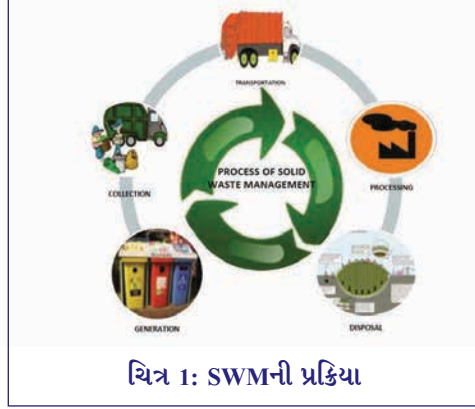 TRANSPORTATION
COLLECTION
PROCESS OF SOLID
WASTE MANAGEMENT
PROCESSING
GENERATION
DISPOSAL
ચિત્ર 1: SWMની પ્રક્રિયા